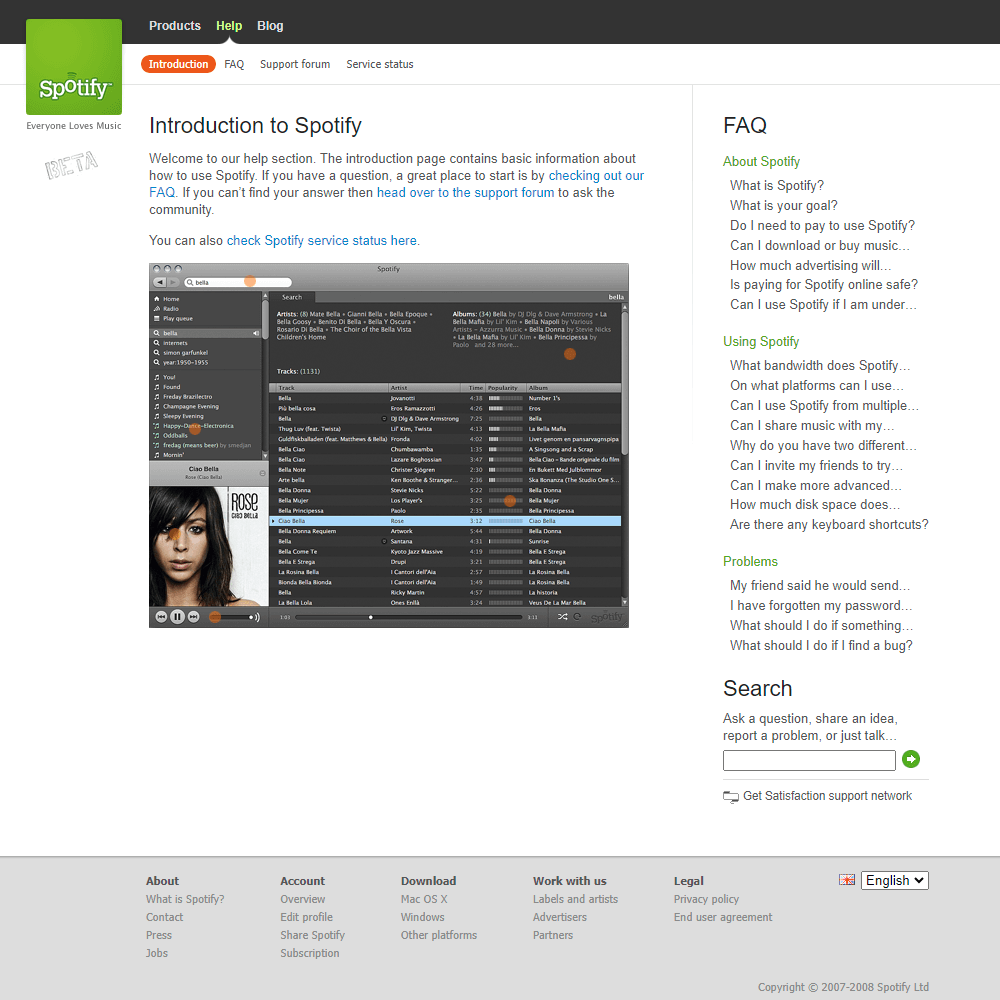 Products Help Blog
Spotify
Introduction FAQ Support forum Service status
Everyone Loves Music
BETA
Introduction to Spotify
Welcome to our help section. The introduction page contains basic information about
how to use Spotify. If you have a question, a great place to start is by checking out our
FAQ. If you can't find your answer then head over to the support forum to ask the
community.
You can also check Spotify service status here.
Spotify
bella
Home
Radio
Play queue
bella
internets
simon garfunkel
year:1950-1955
You!
Found
Freday Brazilectro
Champagne Evening
Sleepy Evening
Happy-Dance-Electronica
Oddballs
fredag (means beer) by smedjan
Mornin'
Ciao Bella
Rose (Ciao Bella)
ROSE
CIAO BELLA
Search bella
Artists: (8) Mate Bella • Gianni Bella • Bella Epoque •
Bella Goosy • Benito Di Bella • Bella Y Oscura •
Rosario Di Bella • The Choir of the Bella Vista
Children's Home
Albums: (34) Bella by DJ Dlg & Dave Armstrong • La
Bella Mafia by Lil' Kim • Bella Napoli by Various
Artists – Azzurra Music • Bella Donna by Stevie Nicks
• La Bella Mafia by Lil' Kim • Bella Principessa by
Paolo and 28 more...
Tracks: (1131)
Track Artist Time Popularity Album
Bella Jovanotti 4:38 Number 1's
Più bella cosa Eros Ramazzotti 4:26 Eros
Bella DJ Dlg & Dave Armstrong 7:25 Bella
Thug Luv (feat. Twista) Lil' Kim, Twista 4:13 La Bella Mafia
Guldfiskballaden (feat. Matthews & Bella) Fronda 4:02 Livet genom en pansarvagnspipa
Bella Ciao Chumbawamba 1:35 A Singsong and a Scrap
Bella Ciao Lazare Boghossian 3:47 Bella Ciao – Bande originale du film
Bella Note Christer Sjögren 2:30 En Bukett Med Julblommor
Arte bella Ken Boothe & Stranger... 2:36 Ska Bonanza (The Studio One S...
Bella Donna Stevie Nicks 5:22 Bella Donna
Bella Mujer Los Player's 3:25 Bella Mujer
Bella Principessa Paolo 2:35 Bella Principessa
Ciao Bella Rose 3:12 Ciao Bella
Bella Donna Requiem Artwork 5:44 Bella Donna
Bella Santana 4:31 Sunrise
Bella Come Te Kyoto Jazz Massive 4:19 Bella E Strega
Bella E Strega Drupi 3:21 Bella E Strega
La Rosina Bella I Cantori dell'Aia 2:57 La Rosina Bella
Bionda Bella Bionda I Cantori dell'Aia 1:49 La Rosina Bella
Bella Ricky Martin 4:57 La historia
La Bella Lola Ones Enllà 3:24 Veus De La Mar Bella
1:03 3:11 Spotify
FAQ
About Spotify
What is Spotify?
What is your goal?
Do I need to pay to use Spotify?
Can I download or buy music…
How much advertising will…
Is paying for Spotify online safe?
Can I use Spotify if I am under…
Using Spotify
What bandwidth does Spotify…
On what platforms can I use…
Can I use Spotify from multiple…
Can I share music with my…
Why do you have two different…
Can I invite my friends to try…
Can I make more advanced…
How much disk space does…
Are there any keyboard shortcuts?
Problems
My friend said he would send…
I have forgotten my password…
What should I do if something…
What should I do if I find a bug?
Search
Ask a question, share an idea,
report a problem, or just talk…
Get Satisfaction support network
About
What is Spotify?
Contact
Press
Jobs
Account
Overview
Edit profile
Share Spotify
Subscription
Download
Mac OS X
Windows
Other platforms
Work with us
Labels and artists
Advertisers
Partners
Legal
Privacy policy
End user agreement
English
Copyright © 2007-2008 Spotify Ltd